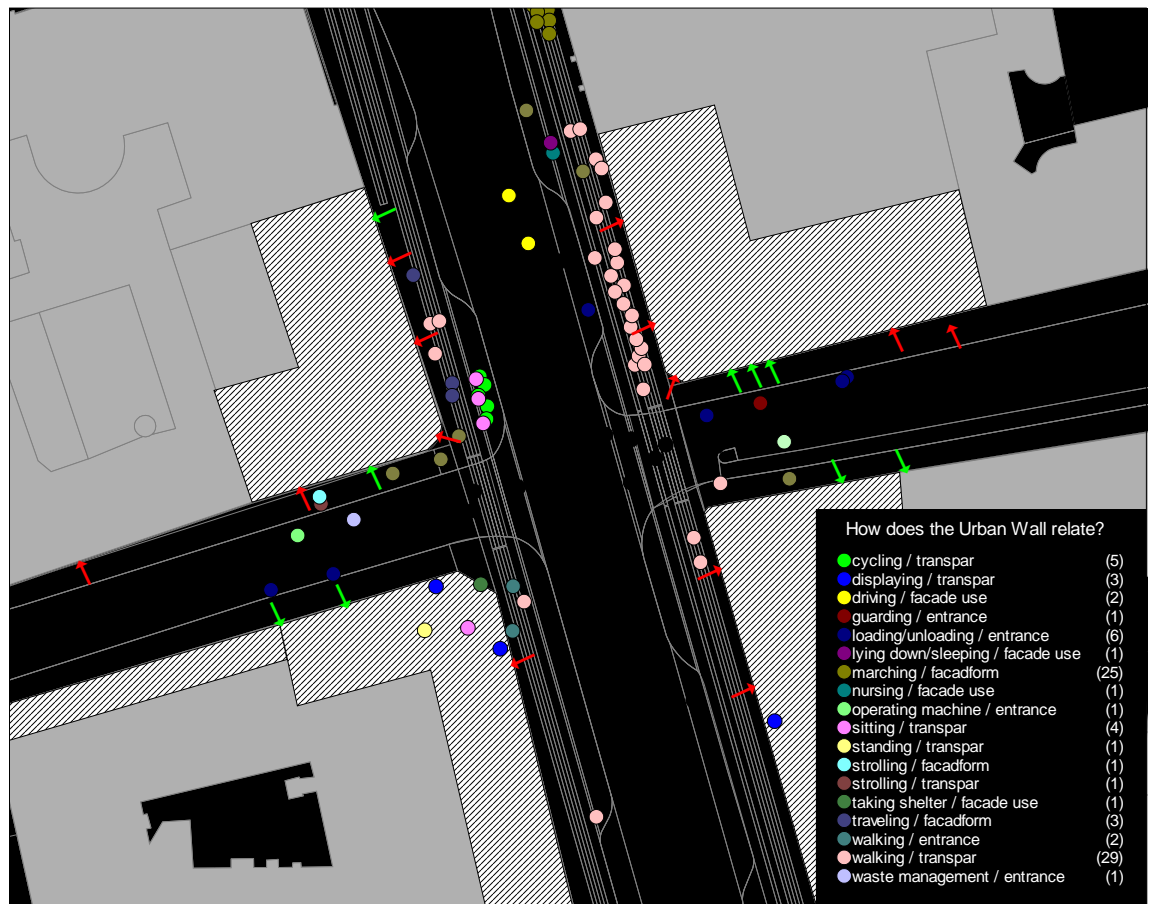 How does the Urban Wall relate?
cycling / transpar (5)
displaying / transpar (3)
driving / facade use (2)
guarding / entrance (1)
loading/unloading / entrance (6)
lying down/sleeping / facade use (1)
marching / facadform (25)
nursing / facade use (1)
operating machine / entrance (1)
sitting / transpar (4)
standing / transpar (1)
strolling / facadform (1)
strolling / transpar (1)
taking shelter / facade use (1)
traveling / facadform (3)
walking / entrance (2)
walking / transpar (29)
waste management / entrance (1)